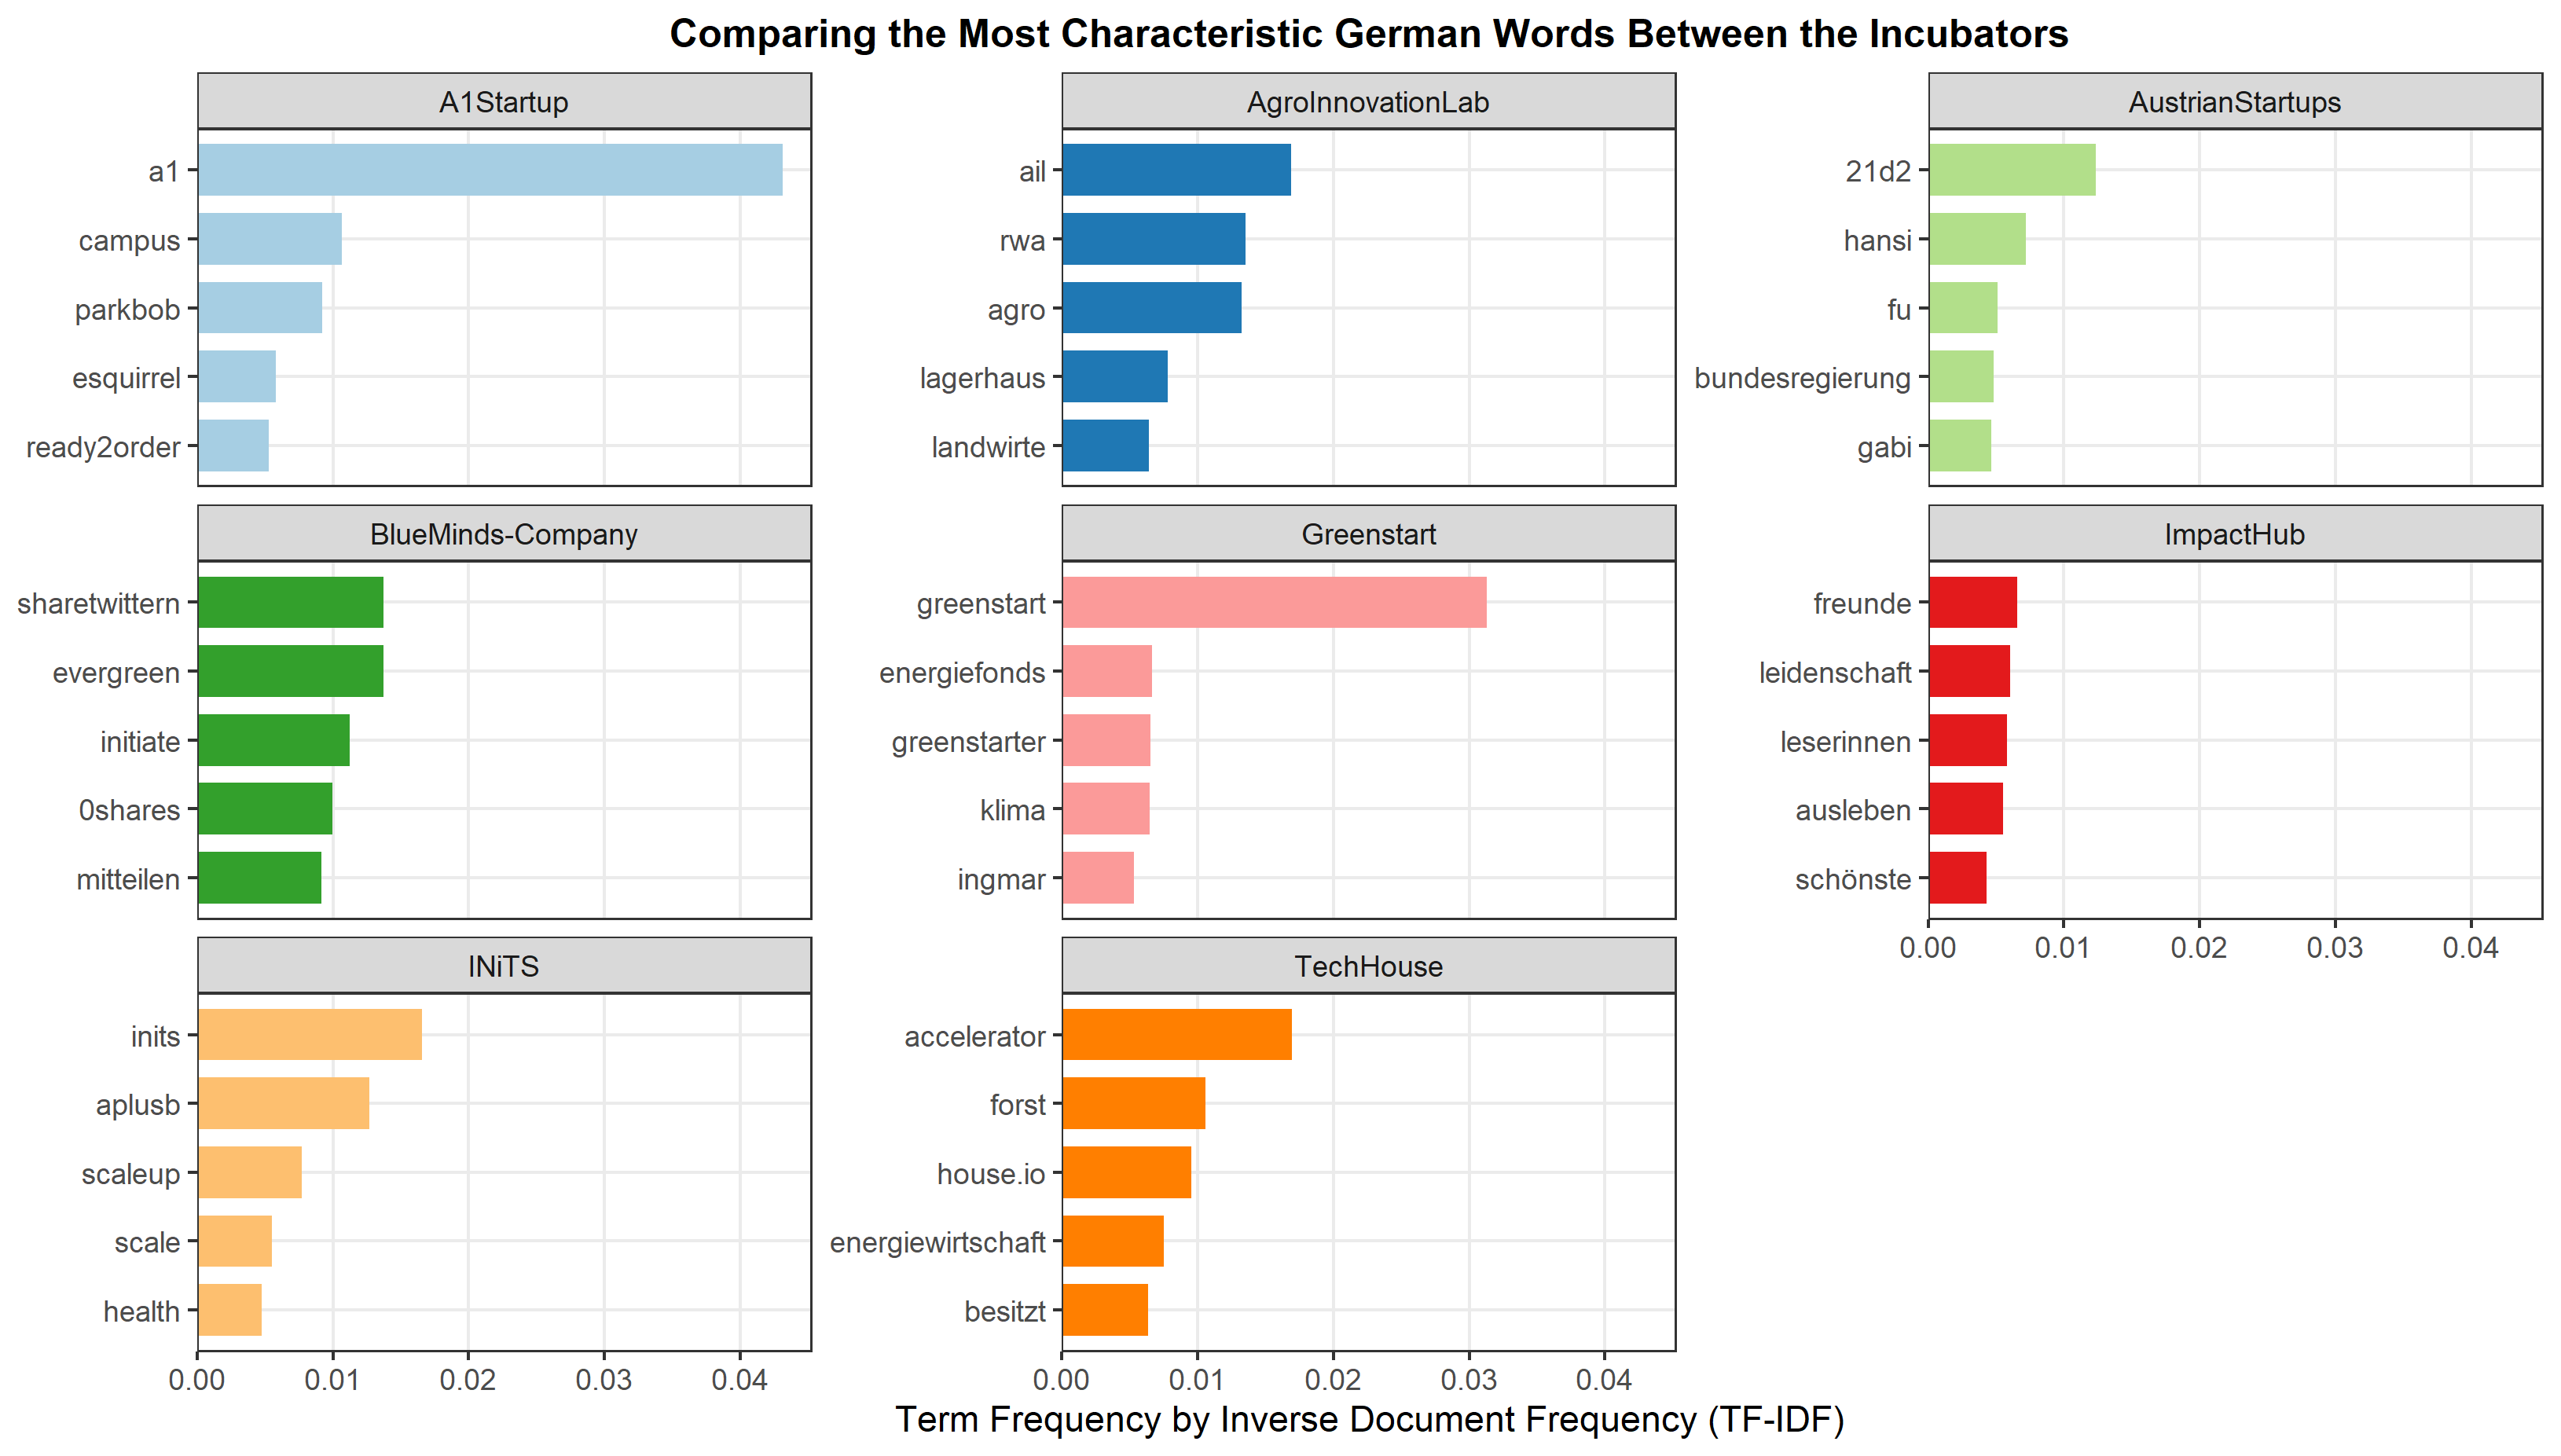 Comparing the Most Characteristic German Words Between the Incubators
A1Startup
a1
campus
parkbob
esquirrel
ready2order
AgroInnovationLab
ail
rwa
agro
lagerhaus
landwirte
AustrianStartups
21d2
hansi
fu
bundesregierung
gabi
BlueMinds-Company
sharetwittern
evergreen
initiate
0shares
mitteilen
Greenstart
greenstart
energiefonds
greenstarter
klima
ingmar
ImpactHub
freunde
leidenschaft
leserinnen
ausleben
schönste
0.00 0.01 0.02 0.03 0.04
INiTS
inits
aplusb
scaleup
scale
health
0.00 0.01 0.02 0.03 0.04
TechHouse
accelerator
forst
house.io
energiewirtschaft
besitzt
0.00 0.01 0.02 0.03 0.04
Term Frequency by Inverse Document Frequency (TF-IDF)